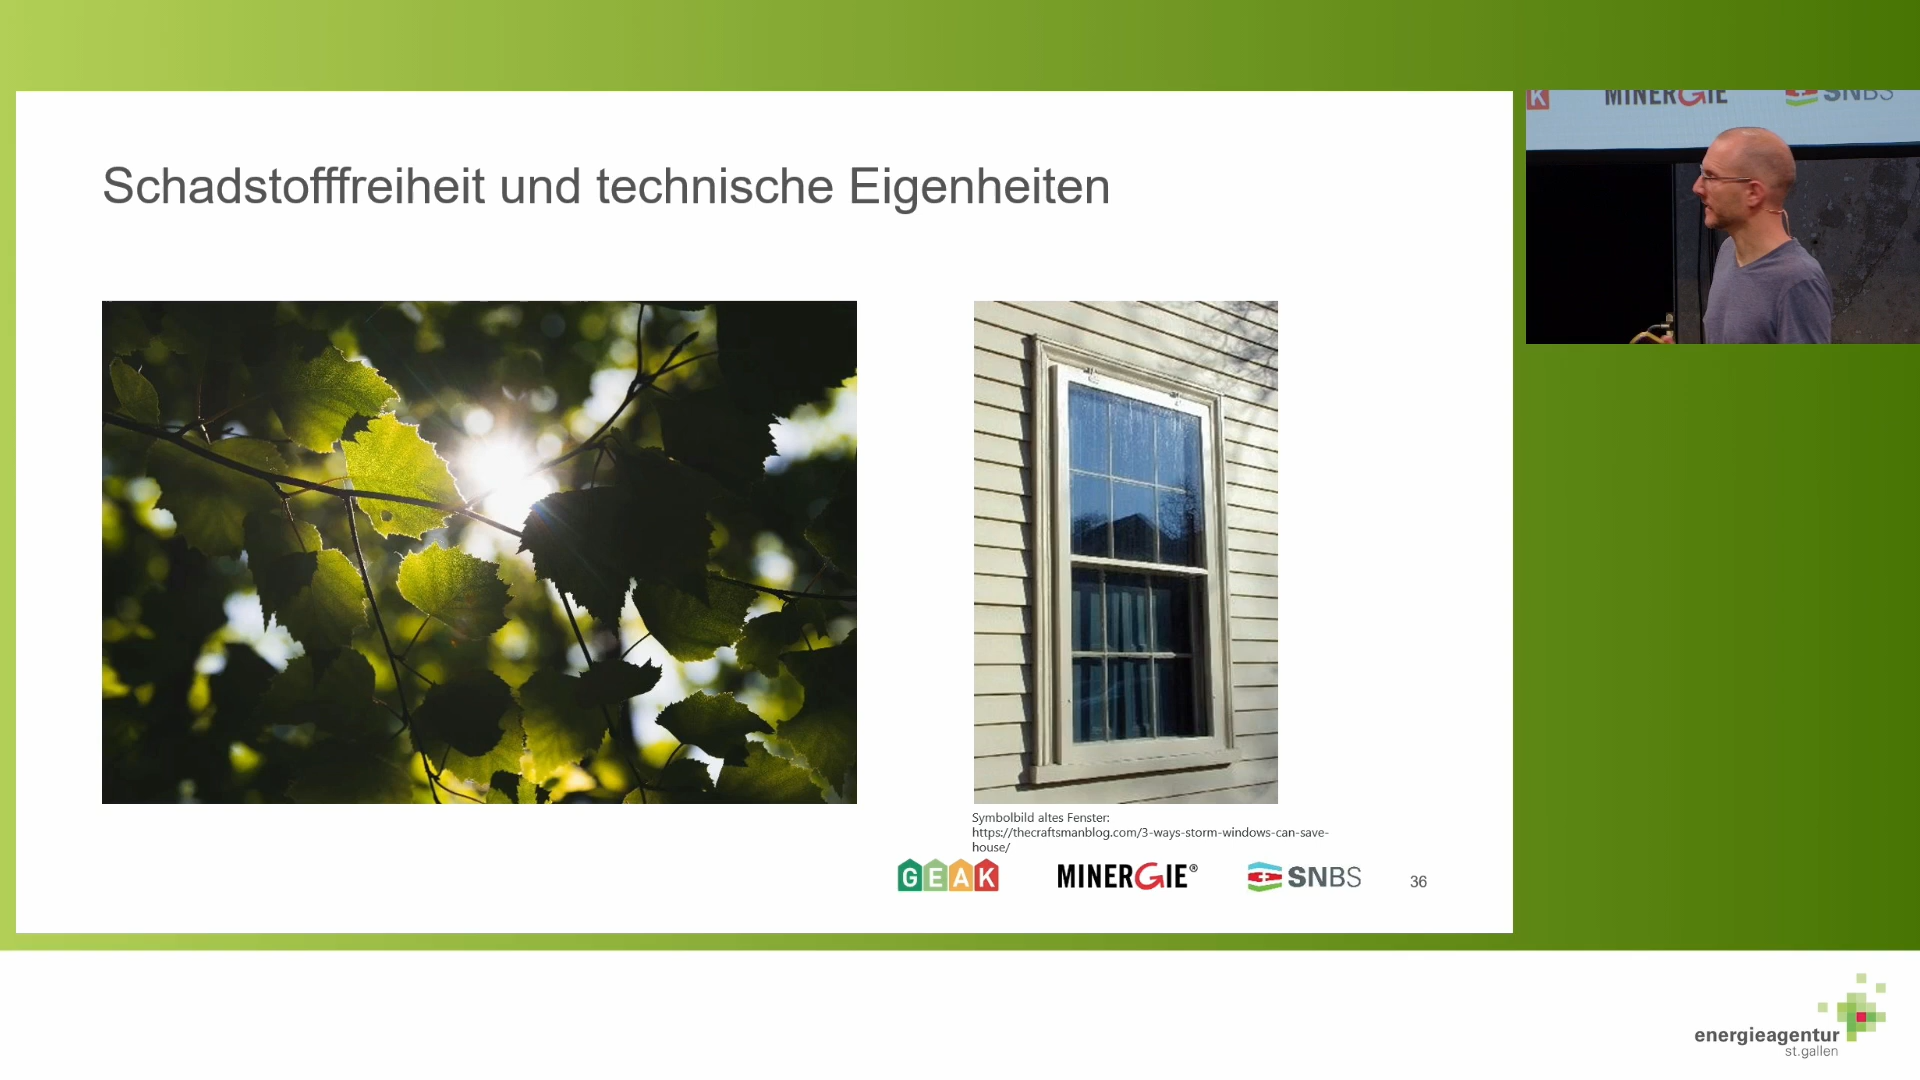 K MINERGIE SNBS
Schadstofffreiheit und technische Eigenheiten
Symbolbild altes Fenster:
https://thecraftsmanblog.com/3-ways-storm-windows-can-save-
house/
GEAK MINERGIE® SNBS 36
energieagentur
st.gallen